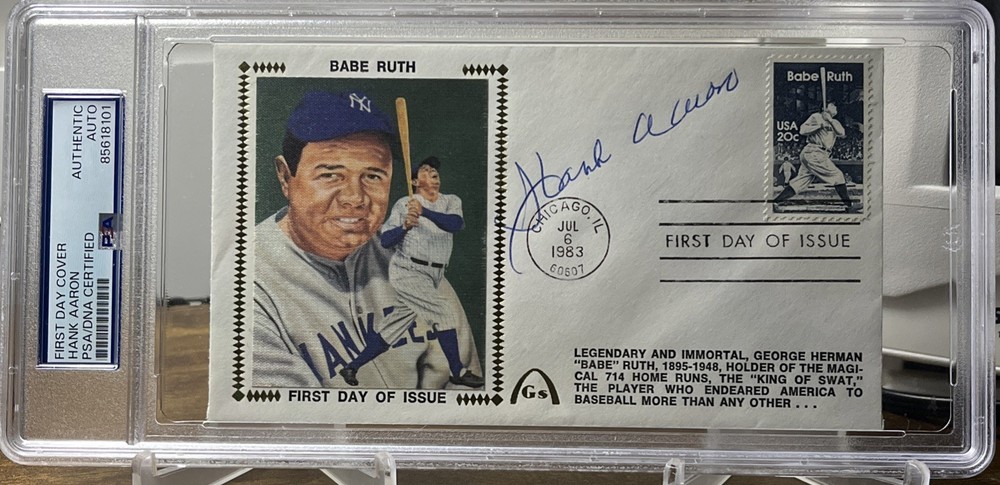 FIRST DAY COVER
HANK AARON
PSA/DNA CERTIFIED
AUTHENTIC
AUTO
85618101
PSA
BABE RUTH
NY
YANKEES
FIRST DAY OF ISSUE
Gs
Hank Aaron
CHICAGO, IL
JUL
6
1983
60607
Babe Ruth
USA
20c
FIRST DAY OF ISSUE
LEGENDARY AND IMMORTAL, GEORGE HERMAN
"BABE" RUTH, 1895-1948, HOLDER OF THE MAGI-
CAL 714 HOME RUNS, THE "KING OF SWAT,"
THE PLAYER WHO ENDEARED AMERICA TO
BASEBALL MORE THAN ANY OTHER . . .